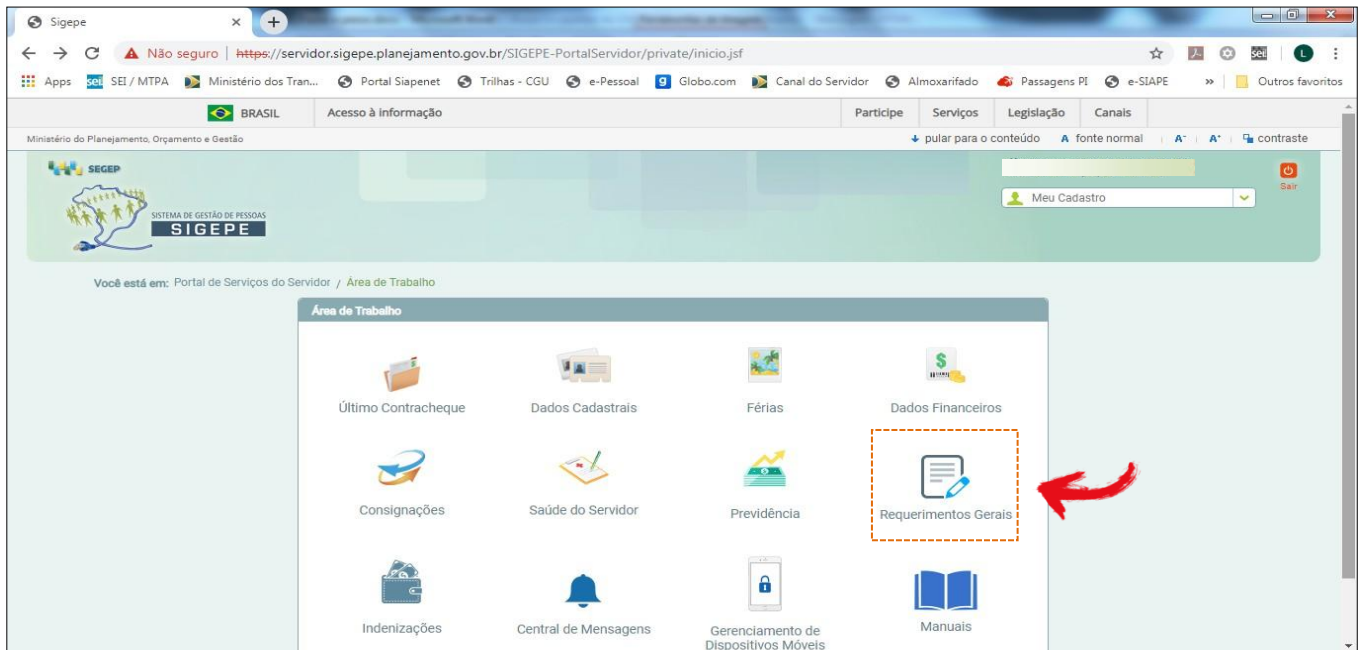 Sigepe
Não seguro | https://servidor.sigepe.planejamento.gov.br/SIGEPE-PortalServidor/private/inicio.jsf
L
Apps sei SEI / MTPA Ministério dos Tran... Portal Siapenet Trilhas - CGU e-Pessoal g Globo.com Canal do Servidor Almoxarifado Passagens PI e-SIAPE » Outros favoritos
BRASIL Acesso à informação Participe Serviços Legislação Canais
Ministério do Planejamento, Orçamento e Gestão pular para o conteúdo A fonte normal A- A+ contraste
SEGEP
Sair
Meu Cadastro
SISTEMA DE GESTÃO DE PESSOAS
SIGEPE
Você está em: Portal de Serviços do Servidor / Área de Trabalho
Área de Trabalho
Último Contracheque Dados Cadastrais Férias Dados Financeiros
Consignações Saúde do Servidor Previdência Requerimentos Gerais
Indenizações Central de Mensagens Gerenciamento de Manuais
Dispositivos Móveis